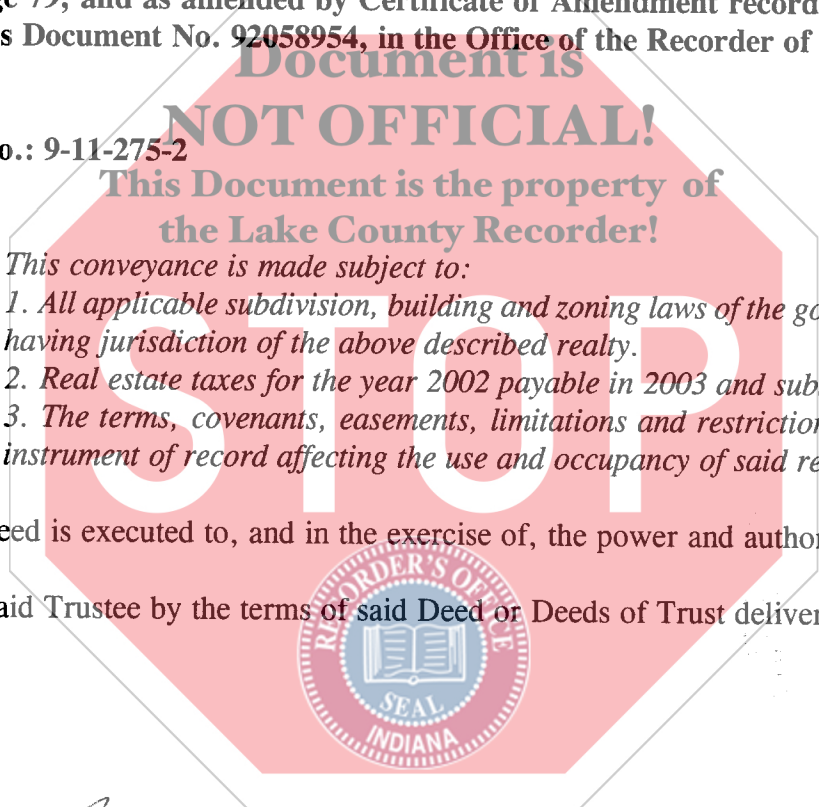 ge 79, and as amended by Certificate of Amendment record
s Document No. 92058954, in the Office of the Recorder of
Document is
NOT OFFICIAL!
o.: 9-11-275-2
This Document is the property of
the Lake County Recorder!
This conveyance is made subject to:
1. All applicable subdivision, building and zoning laws of the go
having jurisdiction of the above described realty.
2. Real estate taxes for the year 2002 payable in 2003 and sub
3. The terms, covenants, easements, limitations and restriction
instrument of record affecting the use and occupancy of said re
STOP
eed is executed to, and in the exercise of, the power and author
aid Trustee by the terms of said Deed or Deeds of Trust deliver
RECORDER'S OFFICE
SEAL
INDIANA